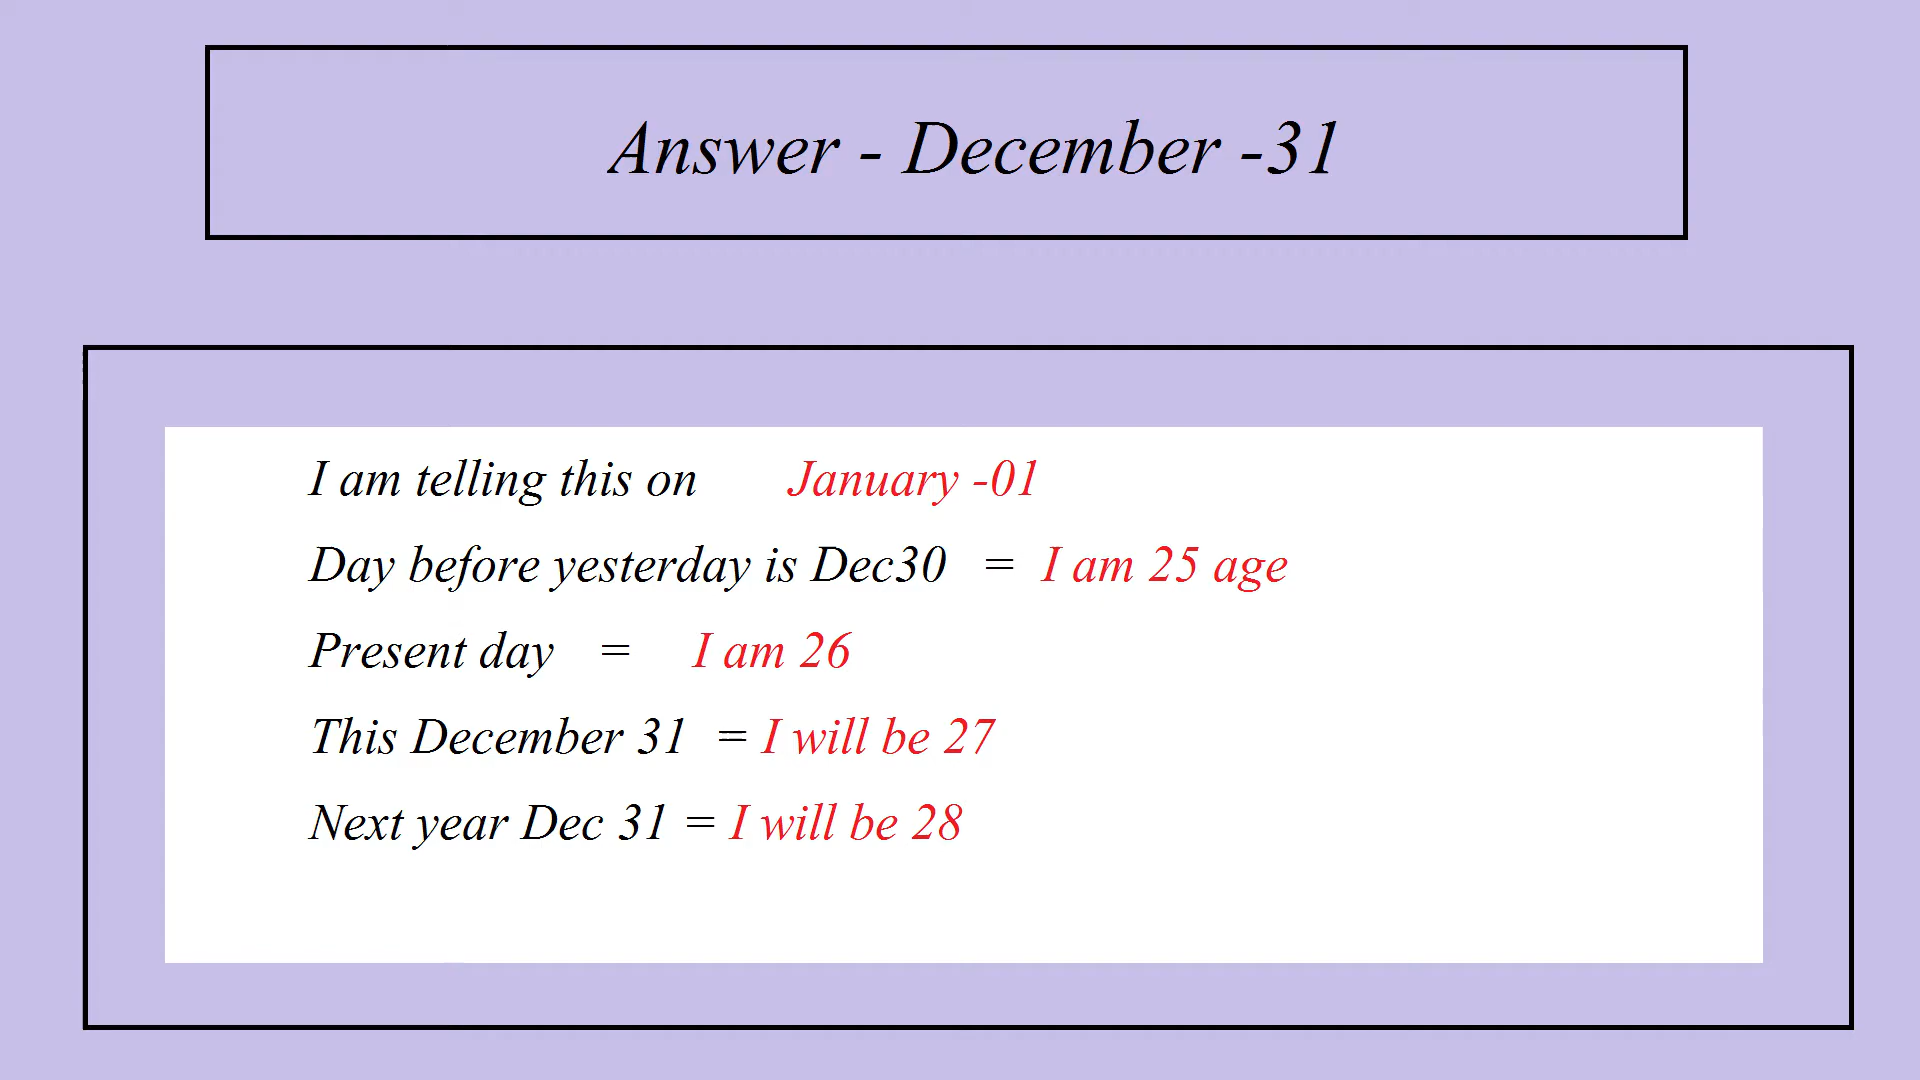 Answer - December -31
I am telling this on January -01
Day before yesterday is Dec30 = I am 25 age
Present day = I am 26
This December 31 = I will be 27
Next year Dec 31 = I will be 28